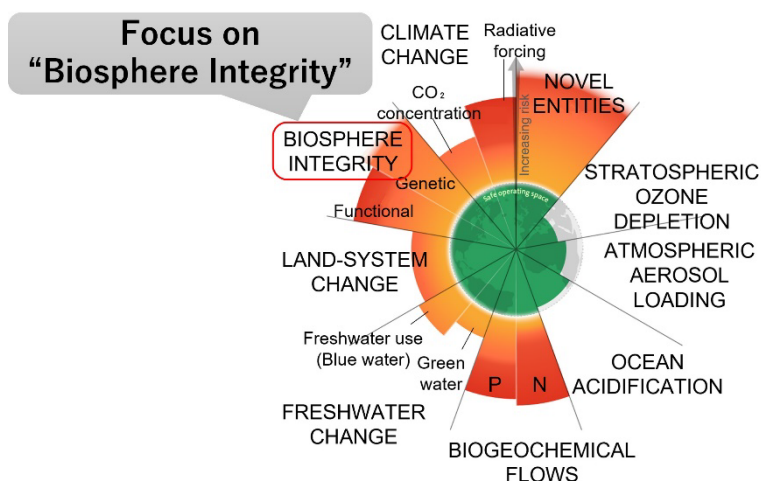 Focus on
“Biosphere Integrity”
CLIMATE
CHANGE
Radiative
forcing
NOVEL
ENTITIES
Increasing risk
CO₂
concentration
BIOSPHERE
INTEGRITY
Genetic
Functional
Safe operating space
STRATOSPHERIC
OZONE
DEPLETION
ATMOSPHERIC
AEROSOL
LOADING
LAND-SYSTEM
CHANGE
Freshwater use
(Blue water)
Green
water
P
N
OCEAN
ACIDIFICATION
FRESHWATER
CHANGE
BIOGEOCHEMICAL
FLOWS